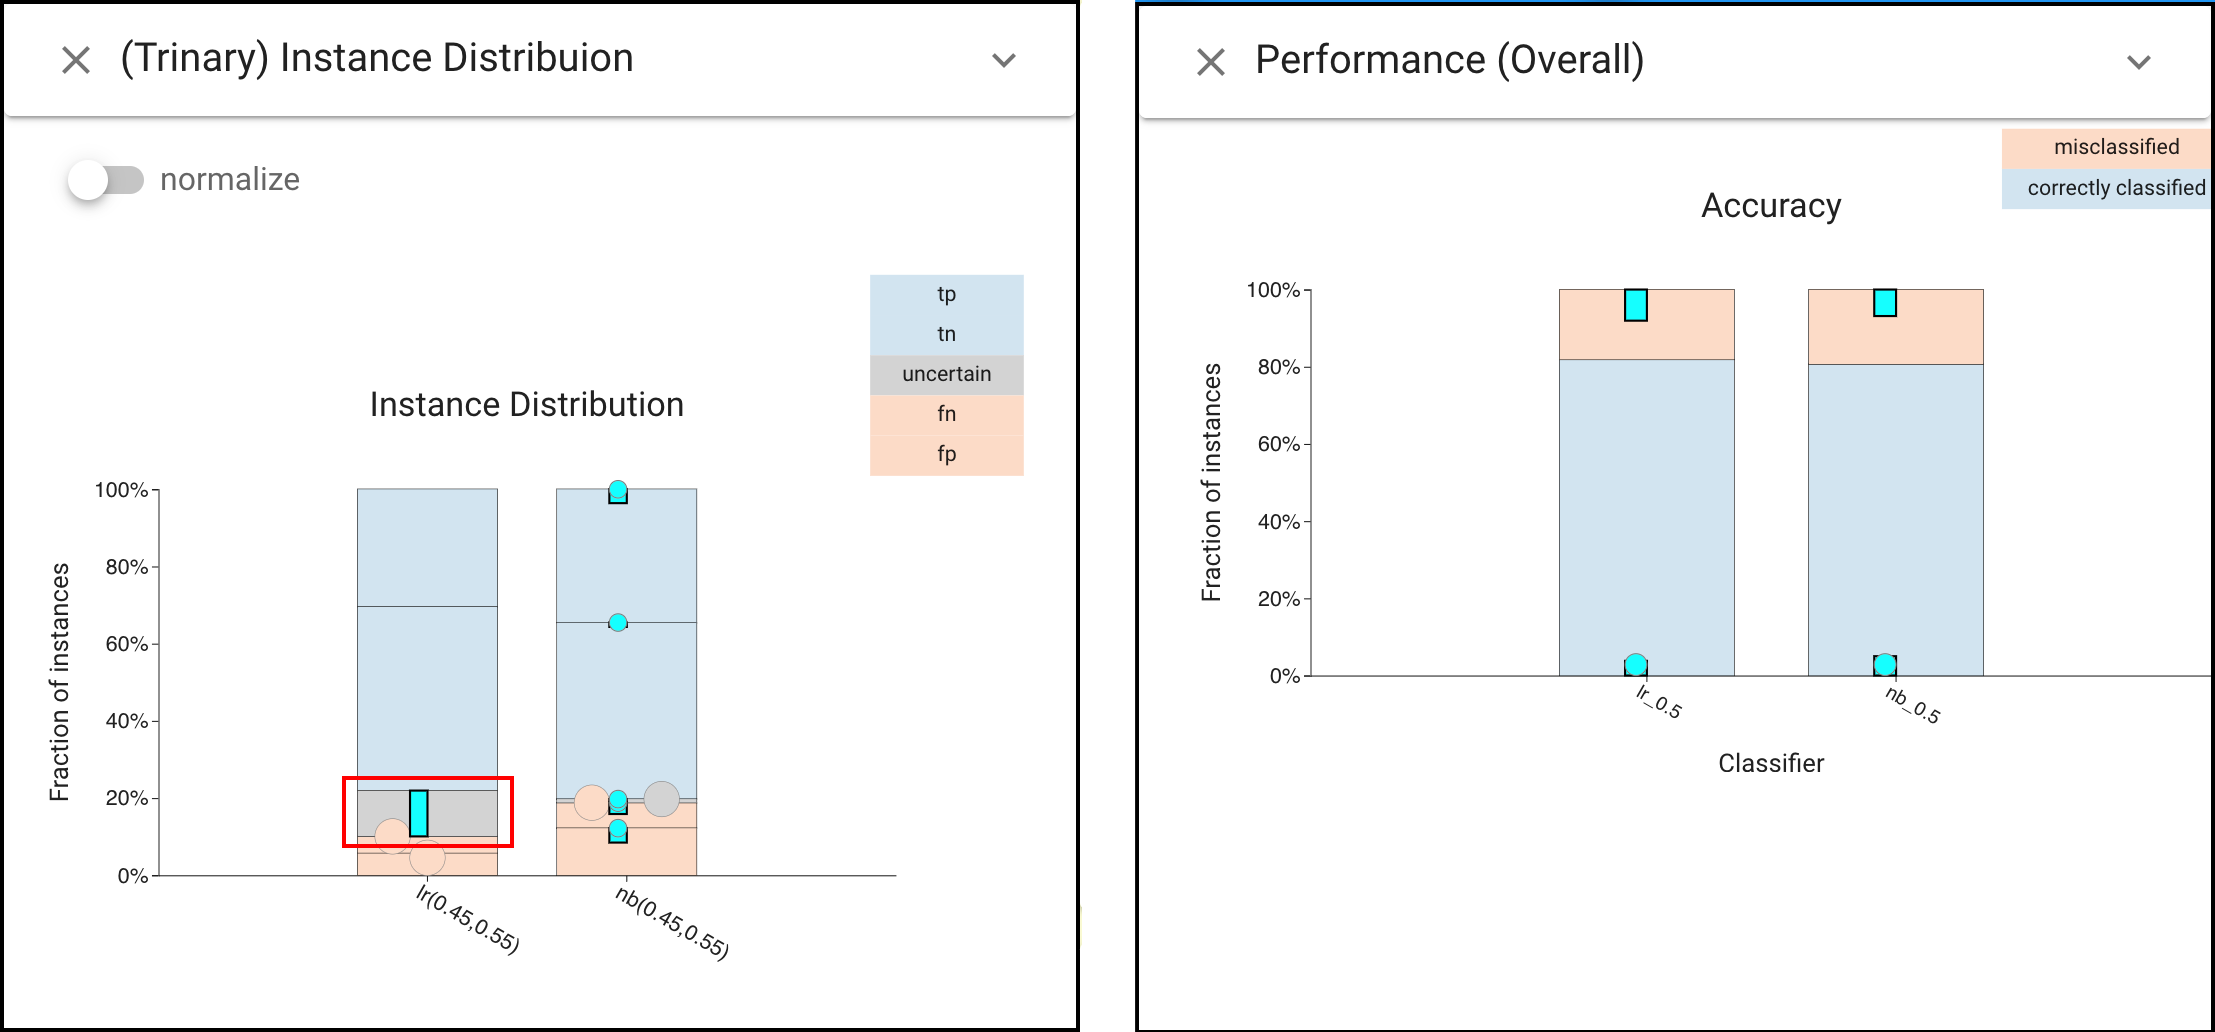 (Trinary) Instance Distribuion
normalize
tp
tn
uncertain
fn
fp
Instance Distribution
Fraction of instances
100%
80%
60%
40%
20%
0%
lr(0.45,0.55)
nb(0.45,0.55)
Performance (Overall)
misclassified
correctly classified
Accuracy
Fraction of instances
100%
80%
60%
40%
20%
0%
lr_0.5
nb_0.5
Classifier